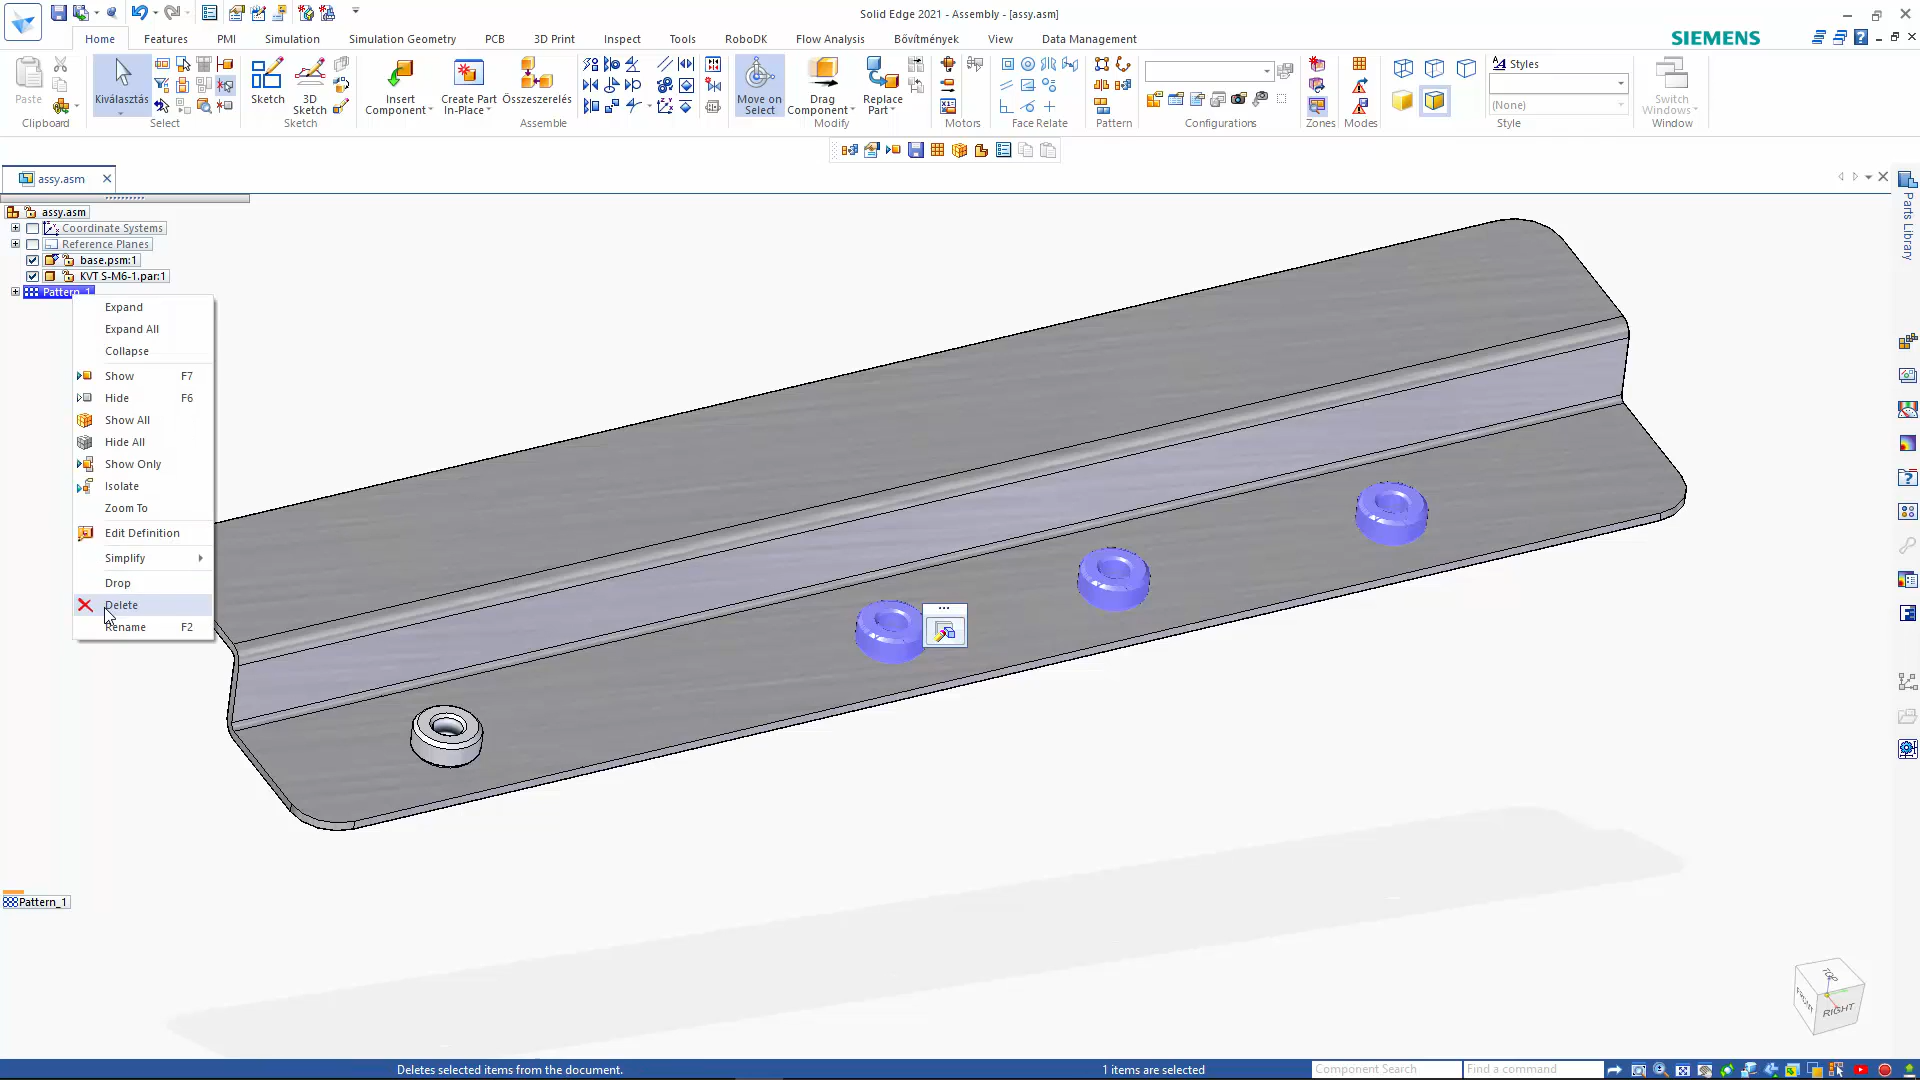 Solid Edge 2021 - Assembly - [assy.asm]
Home Features PMI Simulation Simulation Geometry PCB 3D Print Inspect Tools RoboDK Flow Analysis Bővítmények View Data Management
SIEMENS
Paste
Clipboard
Kiválasztás
Select
Sketch
3D
Sketch
Sketch
Insert
Component
Create Part
In-Place
Összeszerelés
Assemble
Move on
Select
Drag
Component
Replace
Part
Modify
Motors
Face Relate
Pattern
Configurations
Zones
Modes
Styles
(None)
Style
Switch
Windows
Window
assy.asm
assy.asm
Coordinate Systems
Reference Planes
base.psm:1
KVT S-M6-1.par:1
Pattern_1
Expand
Expand All
Collapse
Show F7
Hide F6
Show All
Hide All
Show Only
Isolate
Zoom To
Edit Definition
Simplify
Drop
Delete
Rename F2
Parts Library
Pattern_1
TOP
FRONT
RIGHT
Deletes selected items from the document.
1 items are selected
Component Search
Find a command